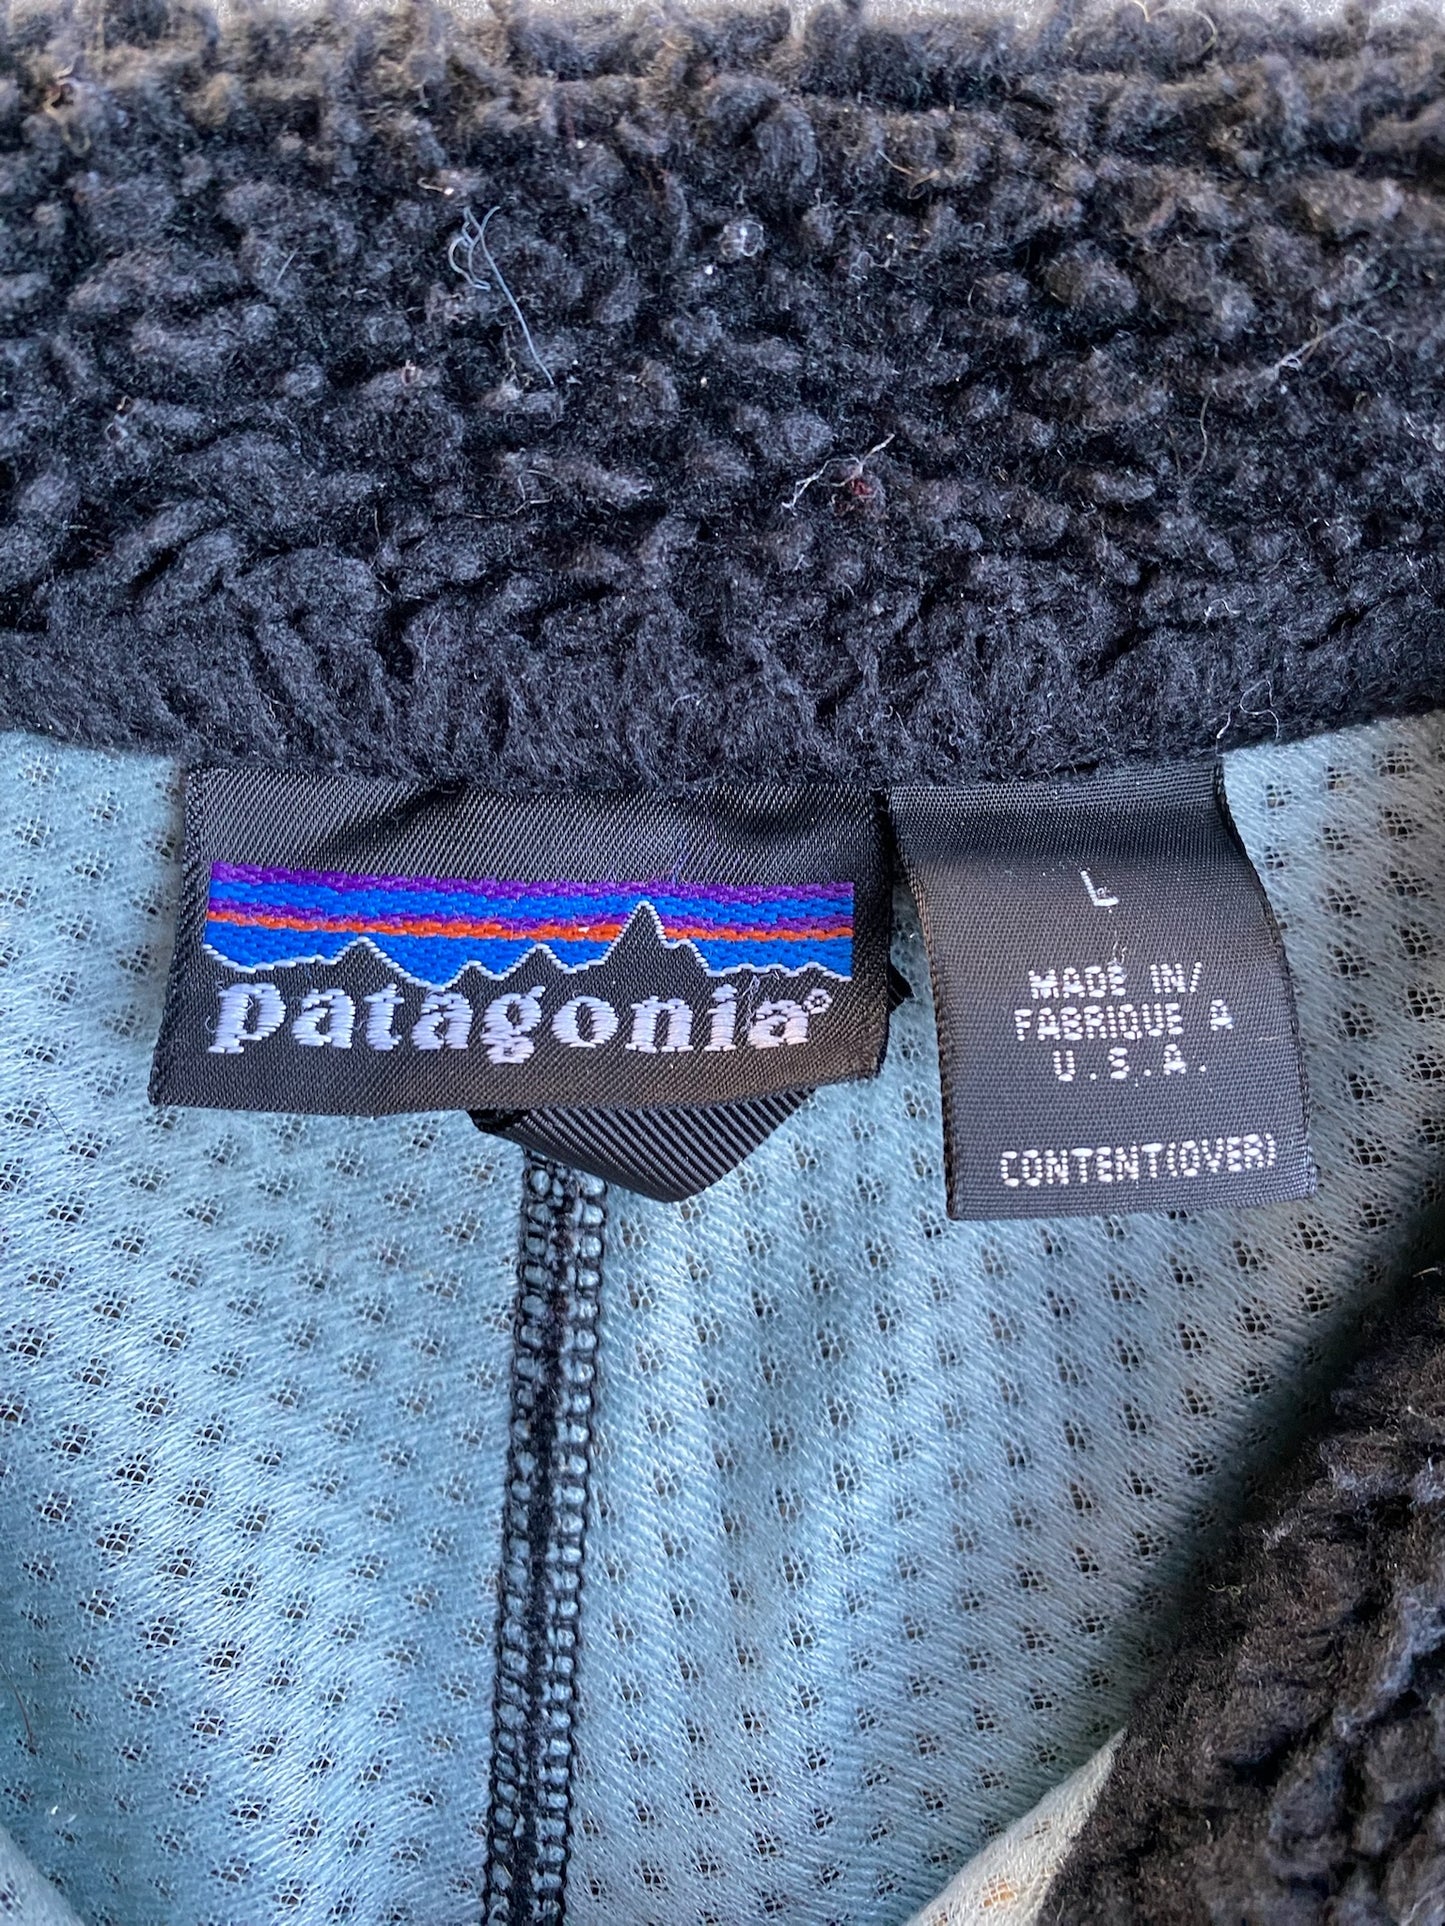 patagonia®
L
MADE IN/
FABRIQUE A
U.S.A.
CONTENT(OVER)